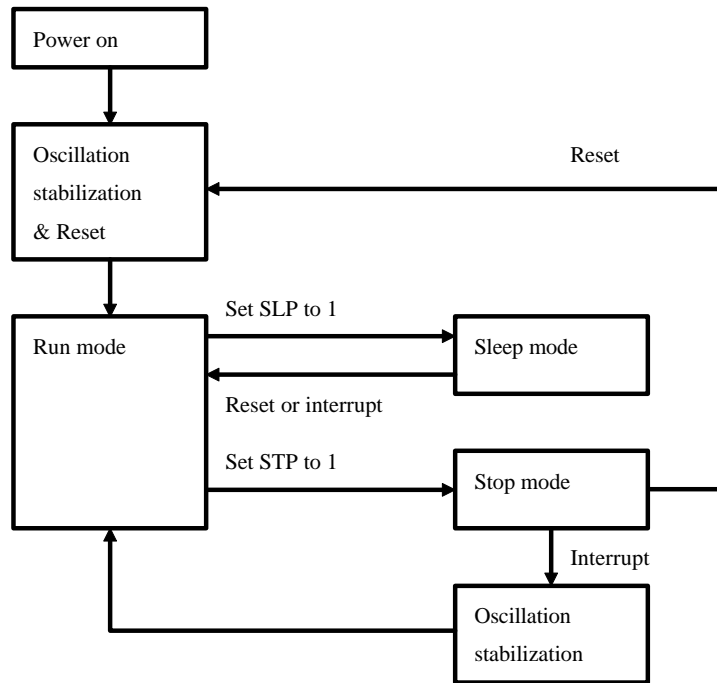 Power on
Oscillation
stabilization
& Reset
Reset
Run mode
Set SLP to 1
Sleep mode
Reset or interrupt
Set STP to 1
Stop mode
Interrupt
Oscillation
stabilization